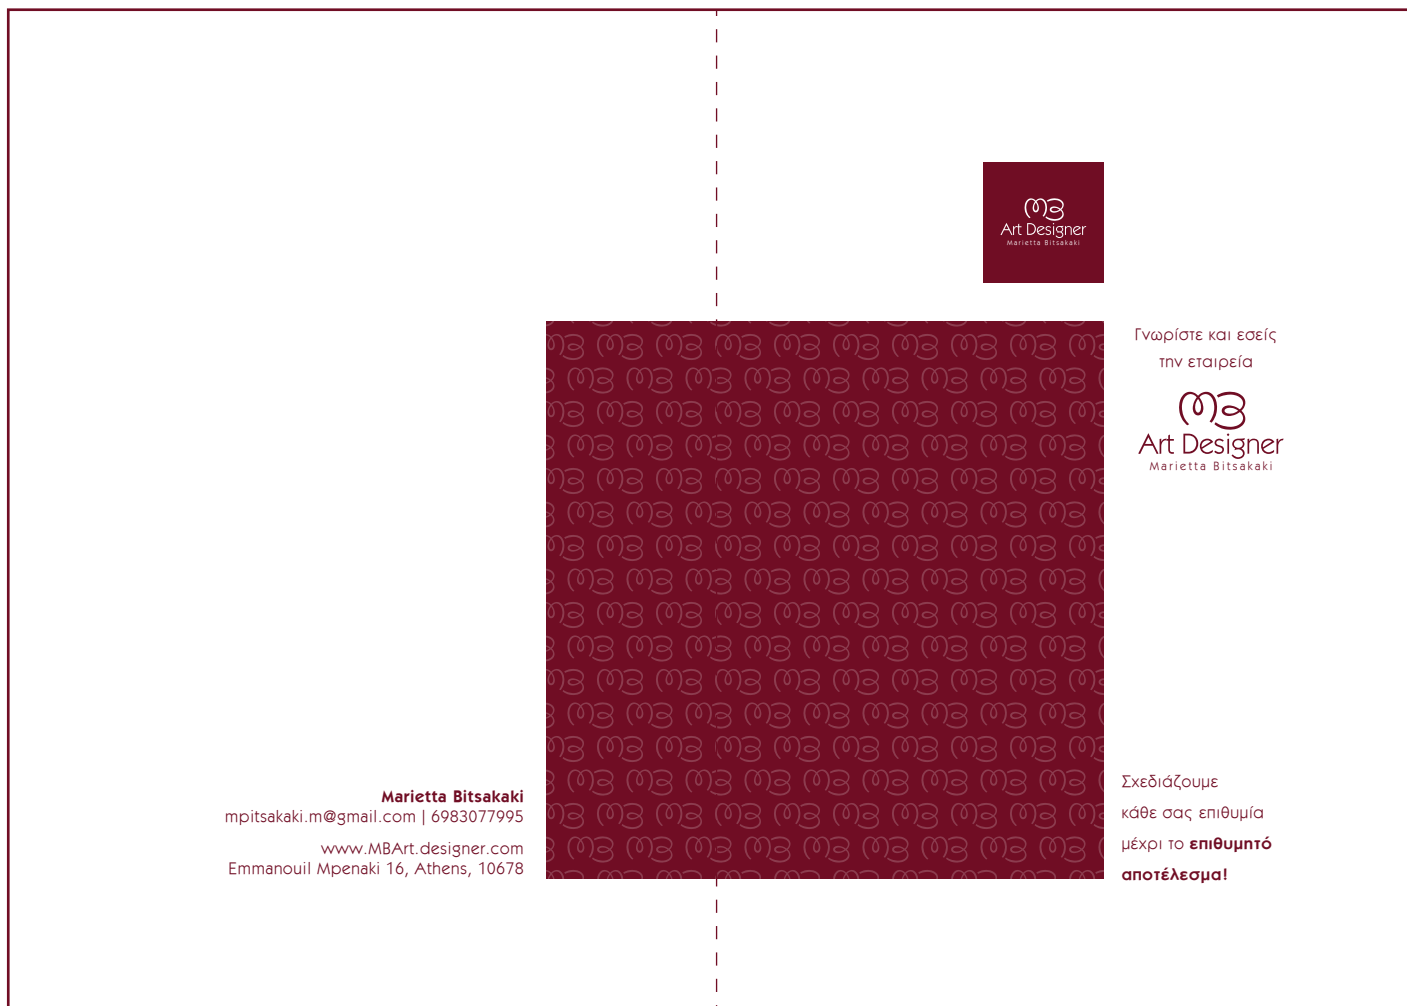 MB
Art Designer
Marietta Bitsakaki
Γνωρίστε και εσείς
την εταιρεία
MB
Art Designer
Marietta Bitsakaki
Marietta Bitsakaki
mpitsakaki.m@gmail.com | 6983077995
www.MBArt.designer.com
Emmanouil Mpenaki 16, Athens, 10678
Σχεδιάζουμε
κάθε σας επιθυμία
μέχρι το επιθυμητό
αποτέλεσμα!